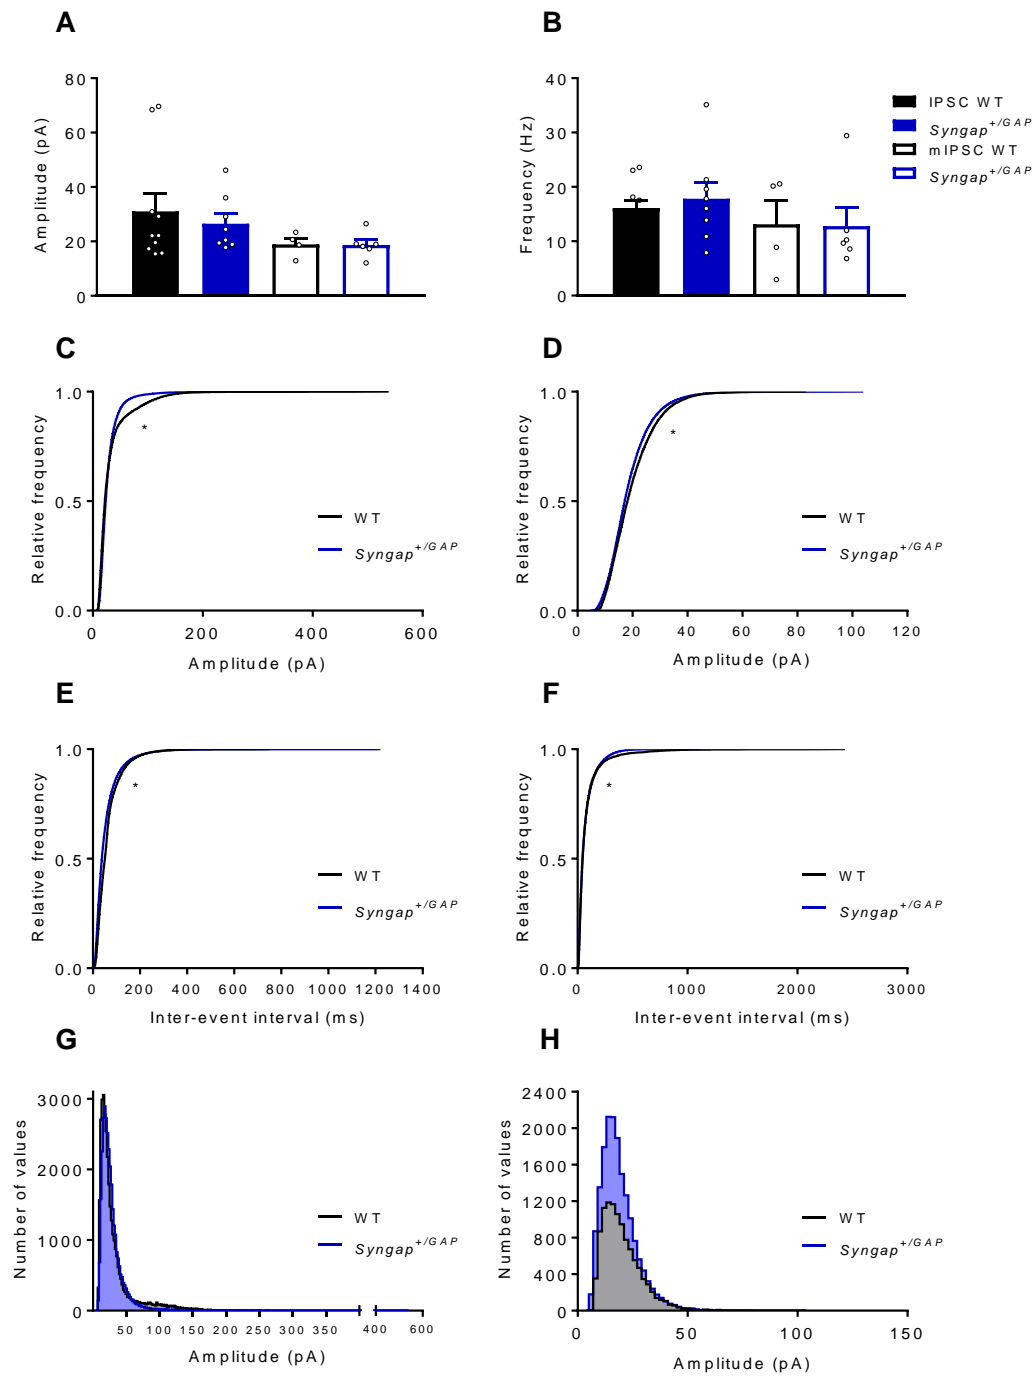 A
B
80
60
40
20
0
Amplitude (pA)
40
30
20
10
0
Frequency (Hz)
IPSC WT
Syngap+/GAP
mIPSC WT
Syngap+/GAP
C
D
1.0
0.5
0.0
Relative frequency
*
WT
Syngap+/GAP
0 200 400 600
Amplitude (pA)
1.0
0.5
0.0
Relative frequency
*
WT
Syngap+/GAP
0 20 40 60 80 100 120
Amplitude (pA)
E
F
1.0
0.5
0.0
Relative frequency
*
WT
Syngap+/GAP
0 200 400 600 800 1000 1200 1400
Inter-event interval (ms)
1.0
0.5
0.0
Relative frequency
*
WT
Syngap+/GAP
0 1000 2000 3000
Inter-event interval (ms)
G
H
3000
2000
1000
0
Number of values
WT
Syngap+/GAP
50 100 150 200 250 300 350 400 600
Amplitude (pA)
2400
2000
1600
1200
800
400
0
Number of values
WT
Syngap+/GAP
0 50 100 150
Amplitude (pA)